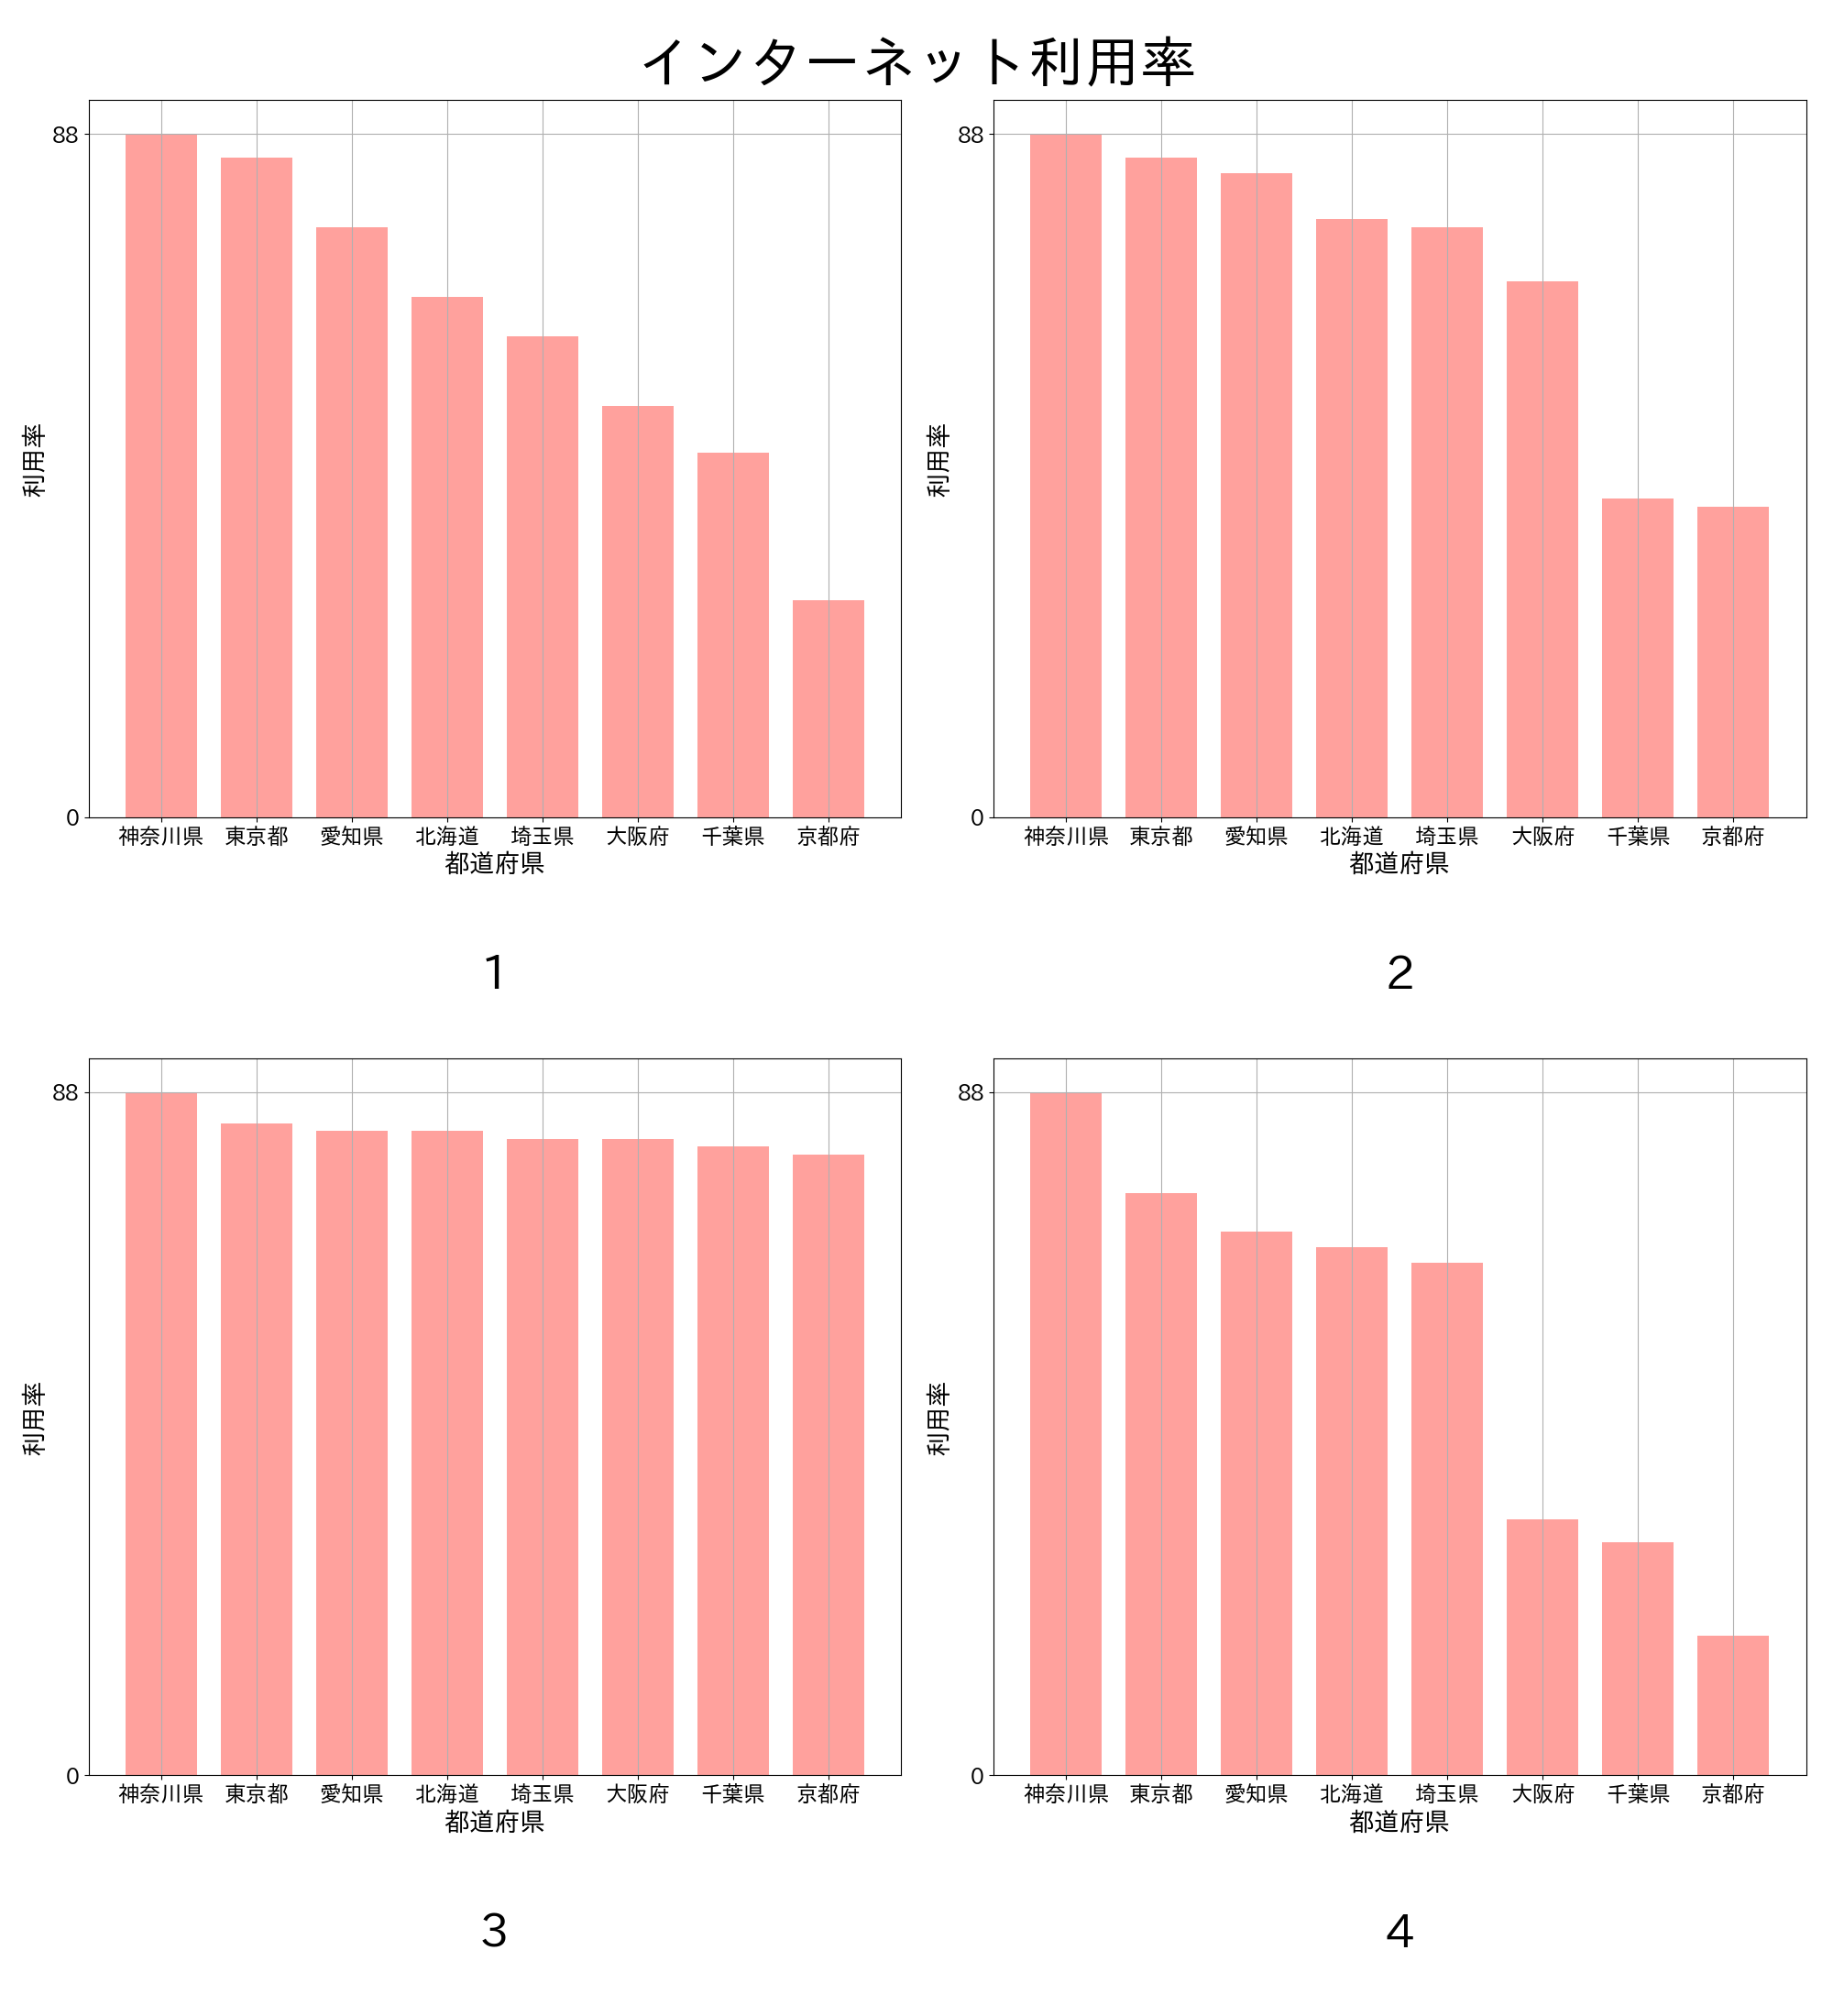 インターネット利用率
88
0
利用率
神奈川県 東京都 愛知県 北海道 埼玉県 大阪府 千葉県 京都府
都道府県
1
88
0
利用率
神奈川県 東京都 愛知県 北海道 埼玉県 大阪府 千葉県 京都府
都道府県
2
88
0
利用率
神奈川県 東京都 愛知県 北海道 埼玉県 大阪府 千葉県 京都府
都道府県
3
88
0
利用率
神奈川県 東京都 愛知県 北海道 埼玉県 大阪府 千葉県 京都府
都道府県
4